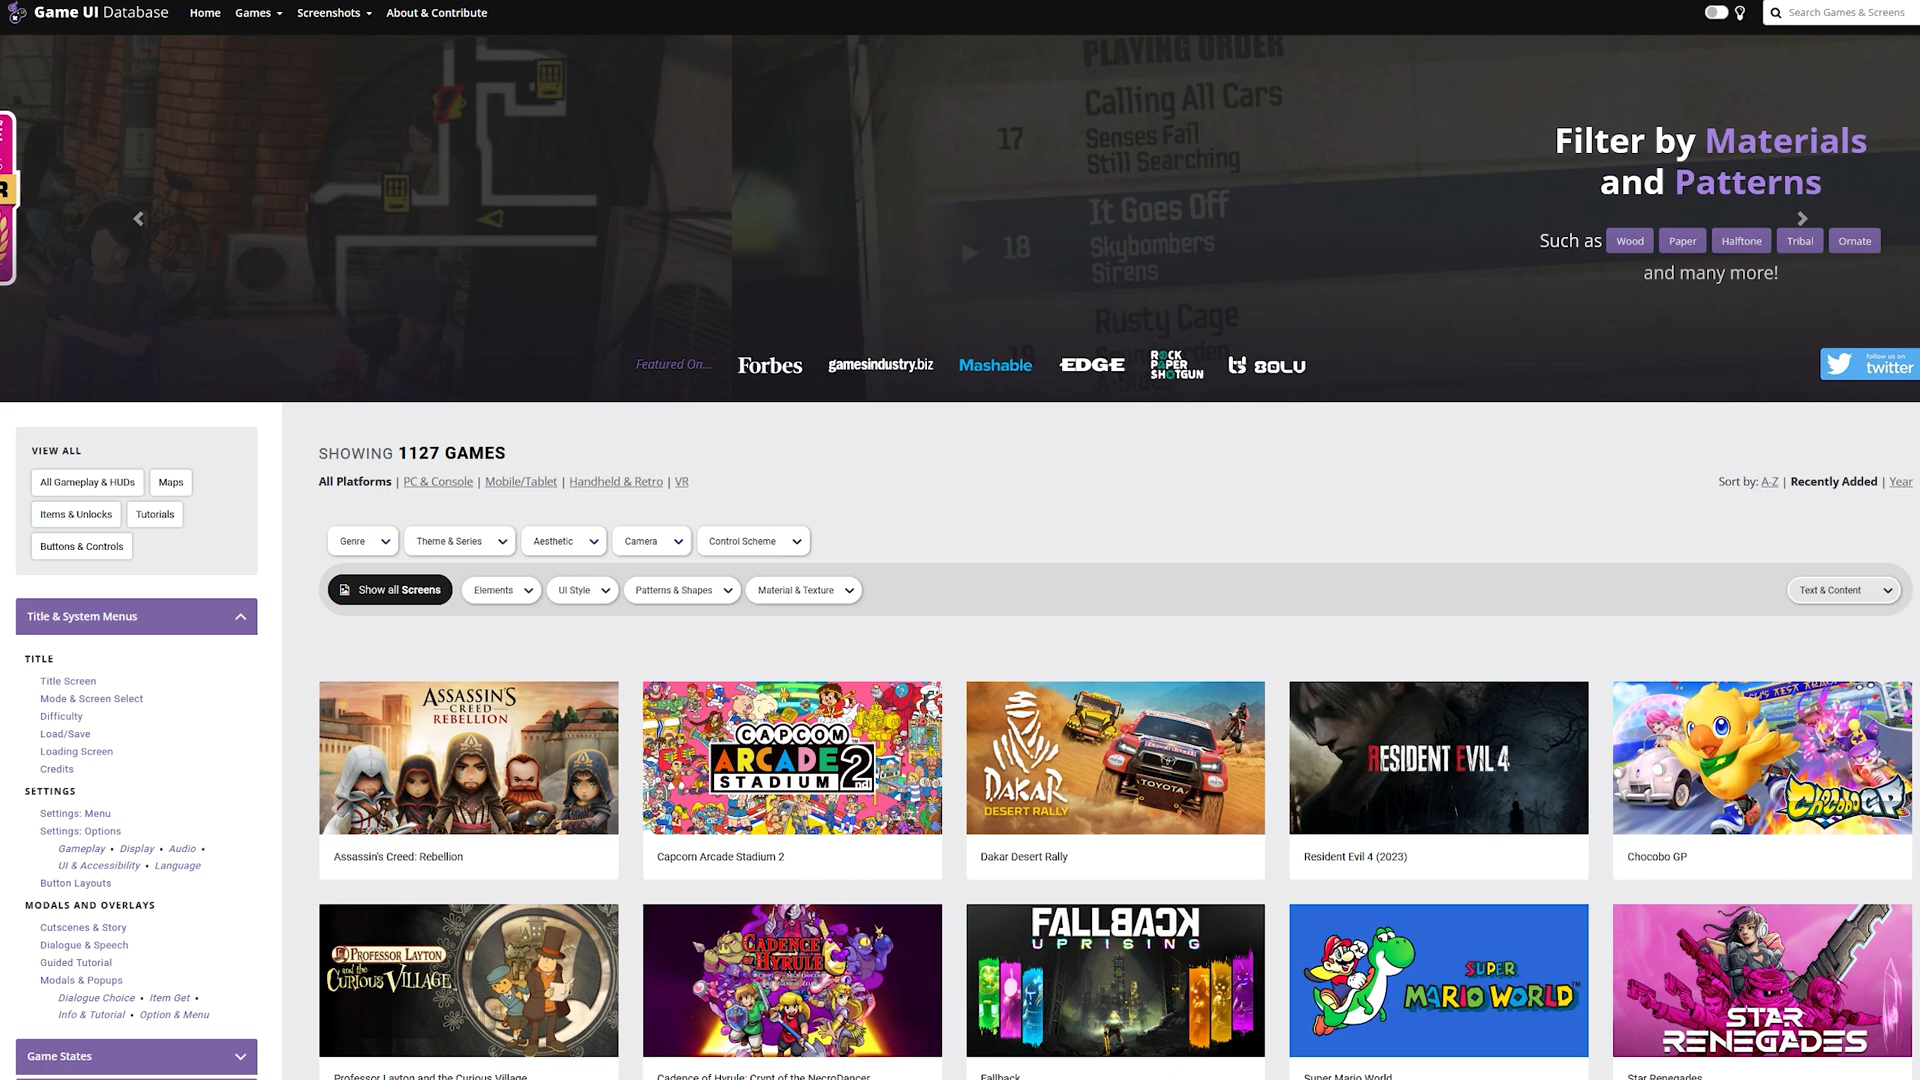 Game UI Database
Home
Games
Screenshots
About & Contribute
Search Games & Screens
PLAYING ORDER
Calling All Cars
17
Senses Fail
Still Searching
It Goes Off
18
Skybombers
Sirens
Rusty Cage
Filter by Materials
and Patterns
Such as Wood Paper Halftone Tribal Ornate
and many more!
Featured On...
Forbes
gamesindustry.biz
Mashable
EDGE
ROCK
PAPER
SHOTGUN
80LV
follow us on
twitter
VIEW ALL
All Gameplay & HUDs
Maps
Items & Unlocks
Tutorials
Buttons & Controls
Title & System Menus
TITLE
Title Screen
Mode & Screen Select
Difficulty
Load/Save
Loading Screen
Credits
SETTINGS
Settings: Menu
Settings: Options
Gameplay • Display • Audio •
UI & Accessibility • Language
Button Layouts
MODALS AND OVERLAYS
Cutscenes & Story
Dialogue & Speech
Guided Tutorial
Modals & Popups
Dialogue Choice • Item Get •
Info & Tutorial • Option & Menu
Game States
SHOWING 1127 GAMES
All Platforms | PC & Console | Mobile/Tablet | Handheld & Retro | VR
Sort by: A-Z | Recently Added | Year
Genre
Theme & Series
Aesthetic
Camera
Control Scheme
Show all Screens
Elements
UI Style
Patterns & Shapes
Material & Texture
Text & Content
ASSASSIN'S
CREED
REBELLION
Assassin's Creed: Rebellion
CAPCOM
ARCADE
STADIUM 2nd
Capcom Arcade Stadium 2
DAKAR
DESERT RALLY
TOYOTA
Dakar Desert Rally
RESIDENT EVIL 4
Resident Evil 4 (2023)
Chocobo GP
Chocobo GP
PROFESSOR LAYTON
and the
CURIOUS VILLAGE
Professor Layton and the Curious Village
CADENCE
OF HYRULE
Cadence of Hyrule: Crypt of the NecroDancer
FALLBACK
UPRISING
Fallback
SUPER
MARIO WORLD™
Super Mario World
STAR
RENEGADES
Star Renegades